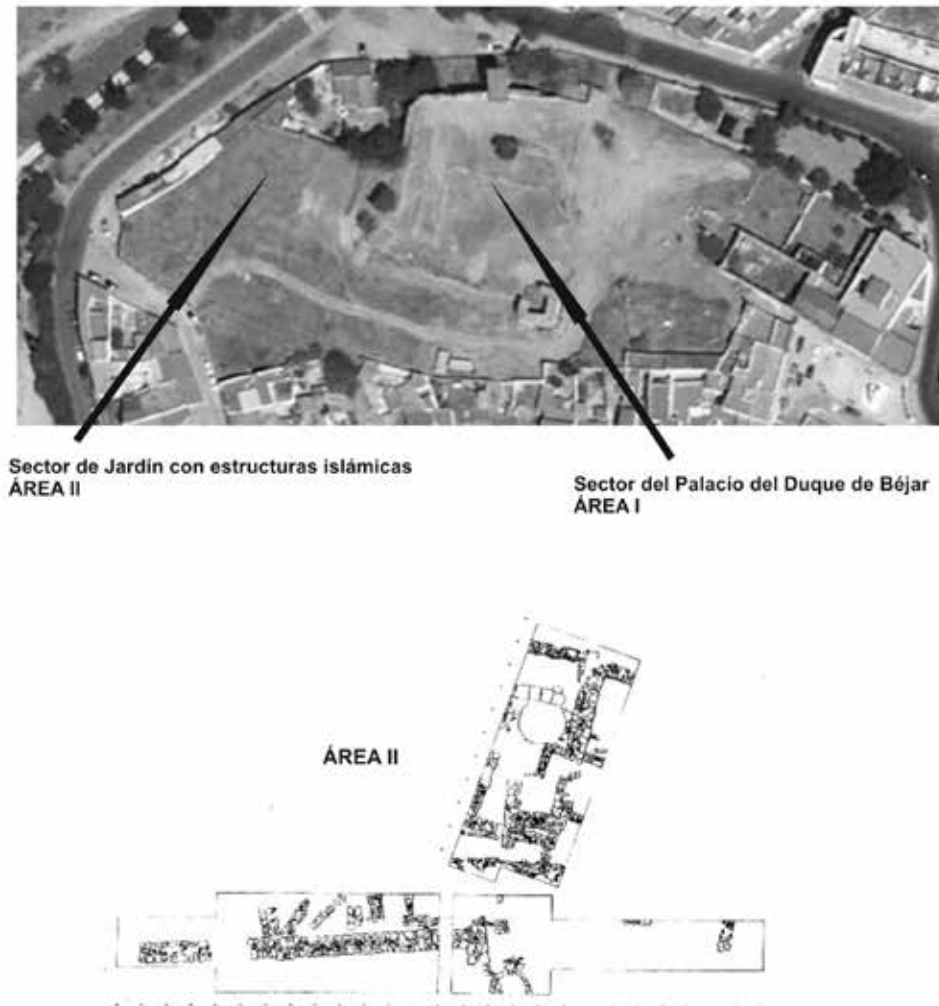 Sector de Jardín con estructuras islámicas
ÁREA II
Sector del Palacio del Duque de Béjar
ÁREA I
ÁREA II